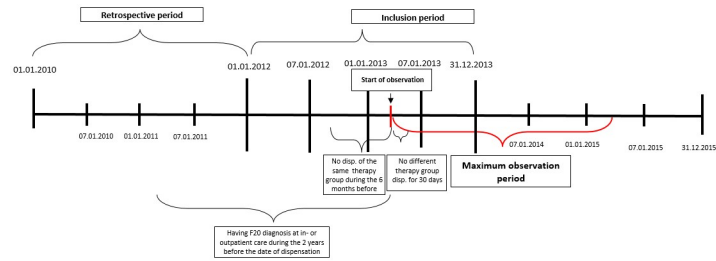 Retrospective period
Inclusion period
01.01.2010
01.01.2012
07.01.2012
01.01.2013
07.01.2013
31.12.2013
Start of observation
07.01.2010
01.01.2011
07.01.2011
07.01.2014
01.01.2015
07.01.2015
31.12.2015
No disp. of the
same therapy
group during the 6
months before
No different
therapy group
disp. for 30 days
Maximum observation
period
Having F20 diagnosis at in- or
outpatient care during the 2 years
before the date of dispensation